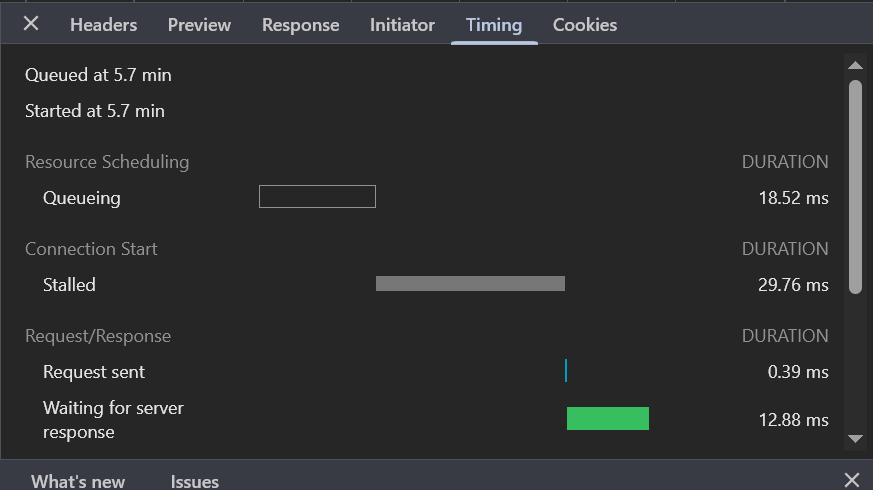 Headers Preview Response Initiator Timing Cookies
Queued at 5.7 min
Started at 5.7 min
Resource Scheduling DURATION
Queueing 18.52 ms
Connection Start DURATION
Stalled 29.76 ms
Request/Response DURATION
Request sent 0.39 ms
Waiting for server
response 12.88 ms
What's new Issues